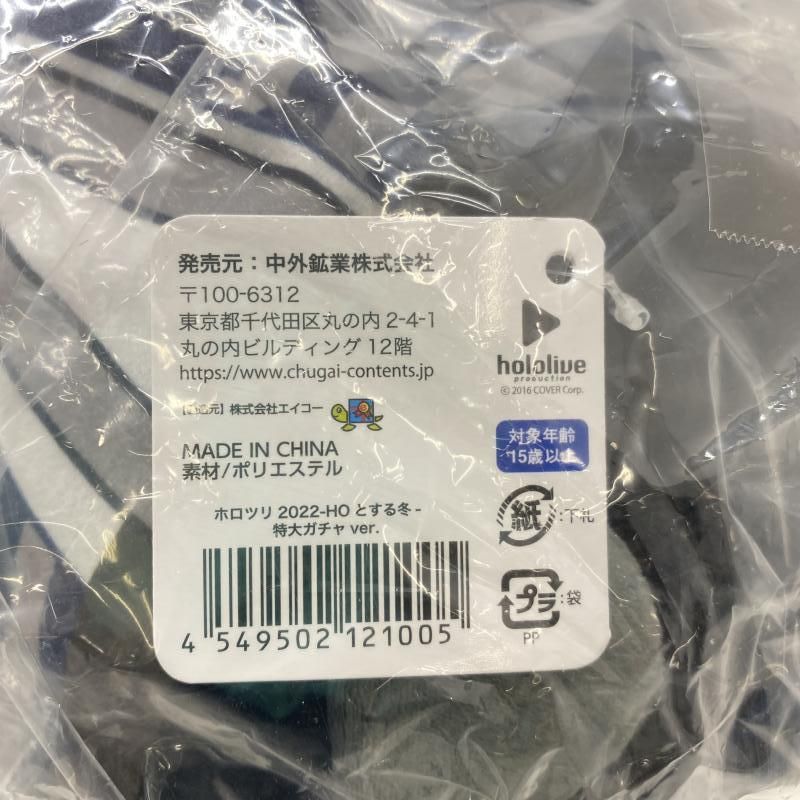 発売元：中外鉱業株式会社
〒100-6312
東京都千代田区丸の内 2-4-1
丸の内ビルディング 12階
https://www.chugai-contents.jp
株式会社エイコー
MADE IN CHINA
素材/ポリエステル
ホロツリ 2022-HO とする冬 -
特大ガチャ ver.
4 549502 121005
hololive
production
© 2016 COVER Corp.
対象年齢
15歳以上
紙:下札
プラ:袋
PP